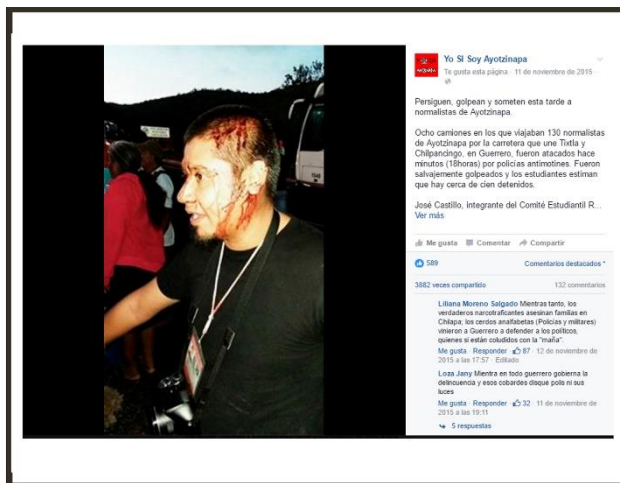 Yo SI Soy Ayotzinapa
Te gusta esta página · 11 de noviembre de 2015 ·
Persiguen, golpean y someten esta tarde a
normalistas de Ayotzinapa.
Ocho camiones en los que viajaban 130 normalistas
de Ayotzinapa por la carretera que une Tixtla y
Chilpancingo, en Guerrero, fueron atacados hace
minutos (18horas) por policías antimotines. Fueron
salvajemente golpeados y los estudiantes estiman
que hay cerca de cien detenidos.
José Castillo, integrante del Comité Estudiantil R...
Ver más
Me gusta Comentar Compartir
589 Comentarios destacados
3882 veces compartido 132 comentarios
Liliana Moreno Salgado Mientras tanto, los
verdaderos narcotraficantes asesinan familias en
Chilapa; los cerdos analfabetas (Policías y militares)
vinieron a Guerrero a defender a los políticos,
quienes si están coludidos con la "maña".
Me gusta · Responder · 87 · 12 de noviembre de
2015 a las 17:57 · Editado
Loza Jany Mientra en todo guerrero gobierna la
delincuencia y esos cobardes disque polis ni sus
luces
Me gusta · Responder · 32 · 11 de noviembre de
2015 a las 19:11
5 respuestas